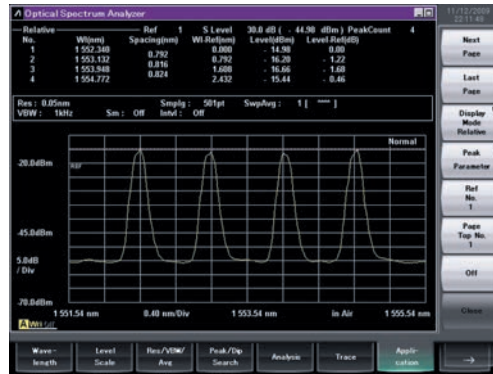 Optical Spectrum Analyzer
11/12/2009
22:11:49
Relative Ref 1 S Level 30.0 dB ( - 44.98 dBm) PeakCount 4
No. Wl(nm) Spacing(nm) Wl-Ref(nm) Level(dBm) Level-Ref(dB)
1 1 552.340 0.000 - 14.98 0.00
0.792
2 1 553.132 0.792 - 16.20 - 1.22
0.816
3 1 553.948 1.608 - 16.66 - 1.68
0.824
4 1 554.772 2.432 - 15.44 - 0.46
Res : 0.05nm Smplg : 501pt SwpAvg : 1 [ ]
VBW : 1kHz Sm : Off Intvl : Off
Normal
-20.0dBm
REF
-45.0dBm
5.0dB
/ Div
-70.0dBm
1 551.54 nm 0.40 nm/Div 1 553.54 nm in Air 1 555.54 nm
A Wri
Next
Page
Last
Page
Display
Mode
Relative
Peak
Parameter
Ref
No.
1
Page
Top No.
1
Off
Close
Wave-
length
Level
Scale
Res/VBW/
Avg
Peak/Dip
Search
Analysis
Trace
Appli-
cation
→